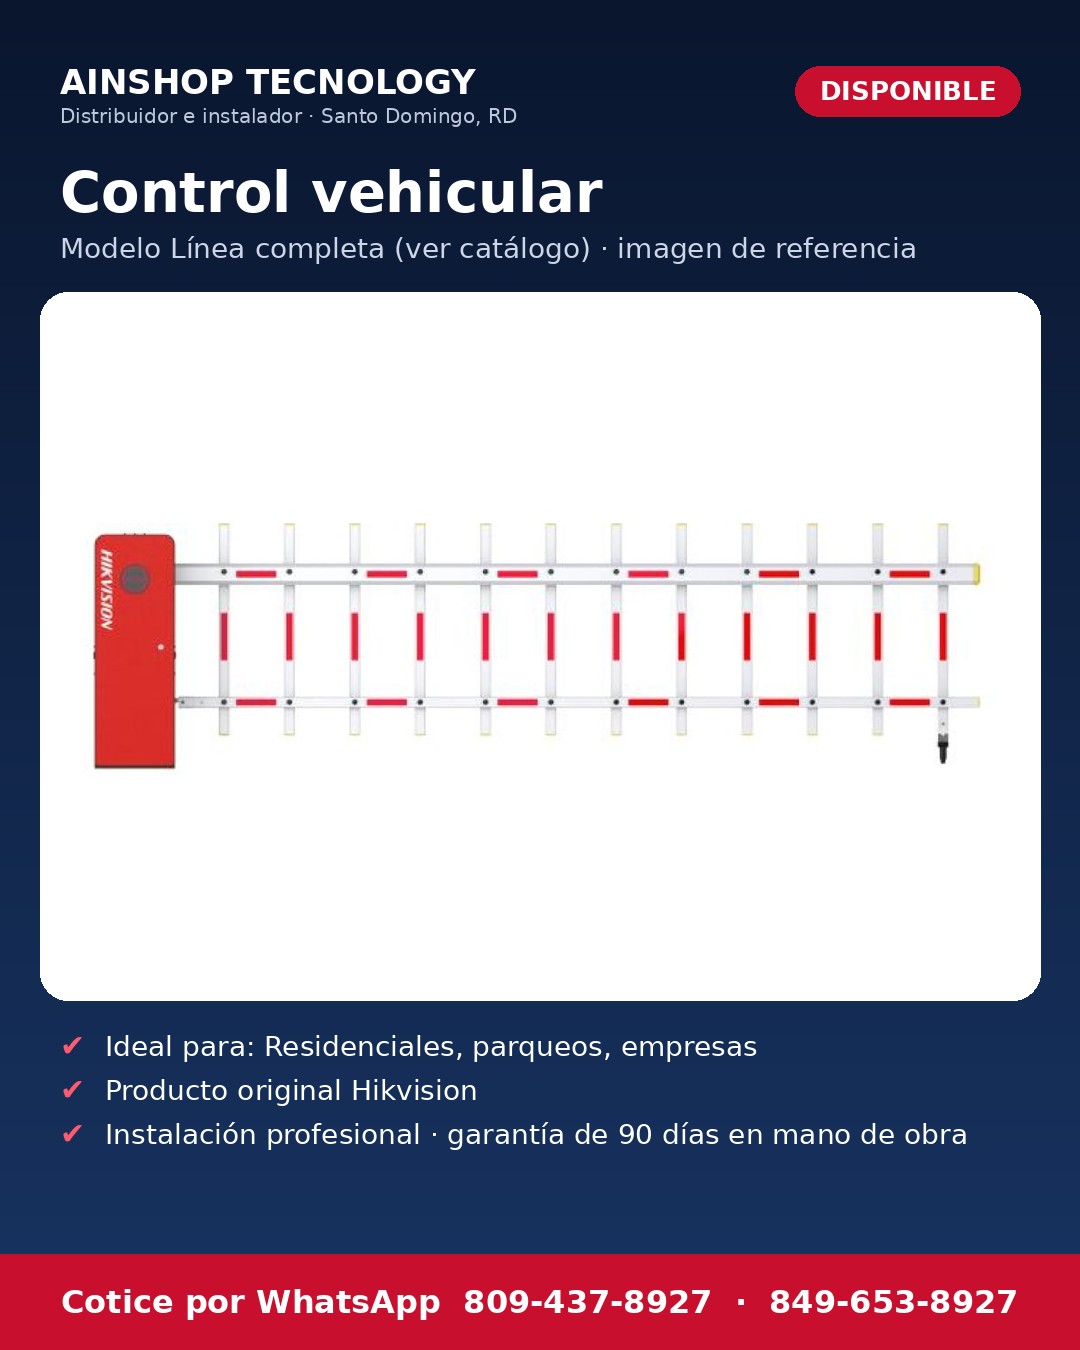 AINSHOP TECNOLOGY
DISPONIBLE
Distribuidor e instalador · Santo Domingo, RD
Control vehicular
Modelo Línea completa (ver catálogo) · imagen de referencia
HIKVISION
✔ Ideal para: Residenciales, parqueos, empresas
✔ Producto original Hikvision
✔ Instalación profesional · garantía de 90 días en mano de obra
Cotice por WhatsApp 809-437-8927 · 849-653-8927